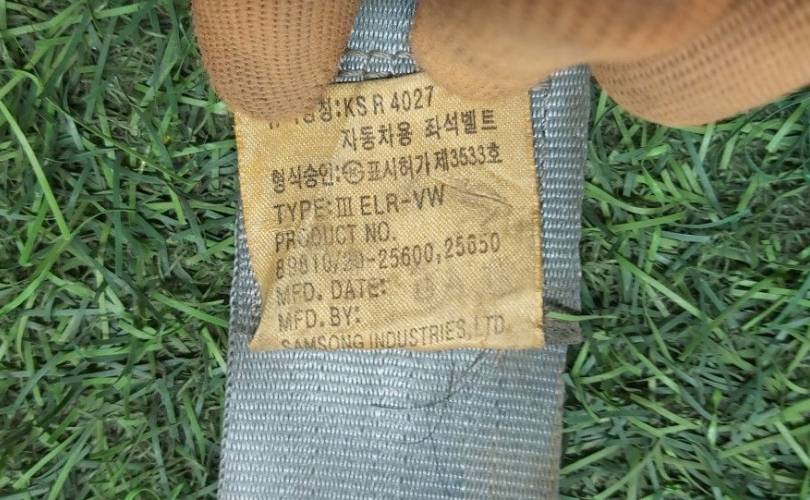 :KS R 4027
자동차용 좌석벨트
형식승인:㉿표시허가 제3533호
TYPE:Ⅲ ELR-VW
PRODUCT NO.
89810/20-25600,25650
MFD. DATE:
MFD. BY:
SAMSONG INDUSTRIES,LTD.